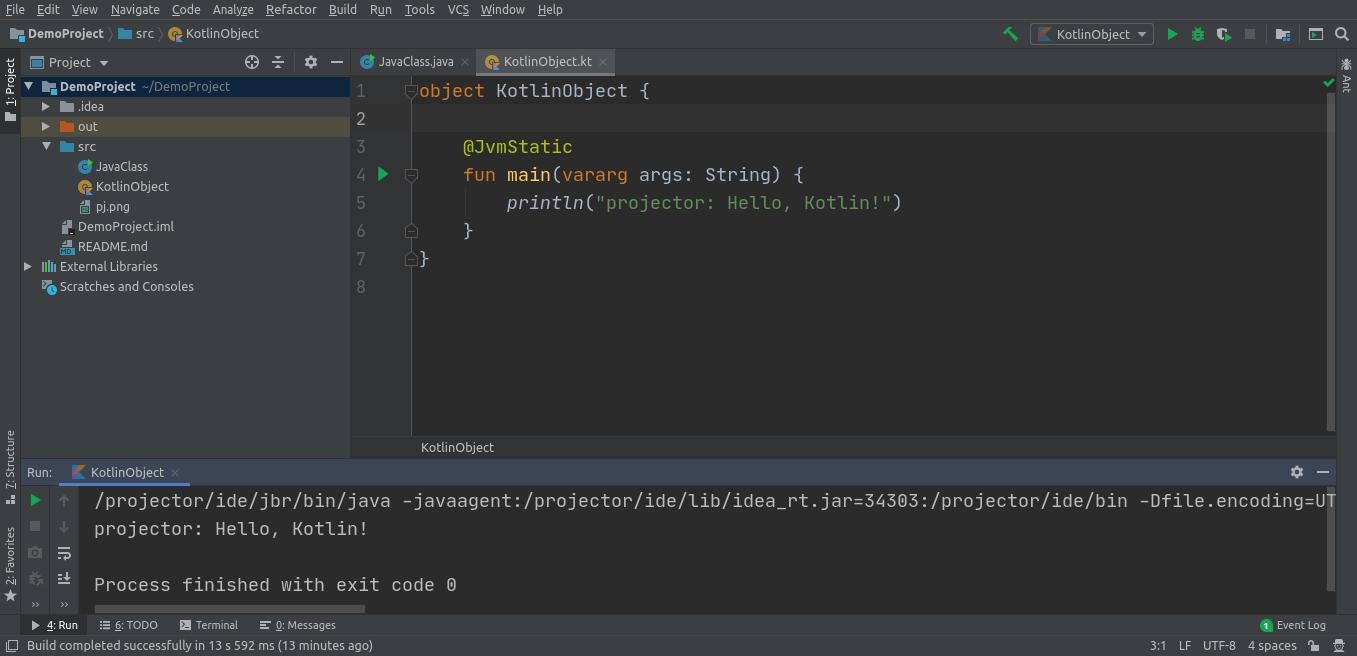 File Edit View Navigate Code Analyze Refactor Build Run Tools VCS Window Help
DemoProject src KotlinObject KotlinObject
1: Project
Project
DemoProject ~/DemoProject
.idea
out
src
JavaClass
KotlinObject
pj.png
DemoProject.iml
README.md
External Libraries
Scratches and Consoles
JavaClass.java KotlinObject.kt
1 object KotlinObject {
2
3 @JvmStatic
4 fun main(vararg args: String) {
5 println("projector: Hello, Kotlin!")
6 }
7 }
8
KotlinObject
Ant
7: Structure
2: Favorites
Run: KotlinObject
/projector/ide/jbr/bin/java -javaagent:/projector/ide/lib/idea_rt.jar=34303:/projector/ide/bin -Dfile.encoding=UT
projector: Hello, Kotlin!
Process finished with exit code 0
4: Run 6: TODO Terminal 0: Messages 1 Event Log
Build completed successfully in 13 s 592 ms (13 minutes ago) 3:1 LF UTF-8 4 spaces